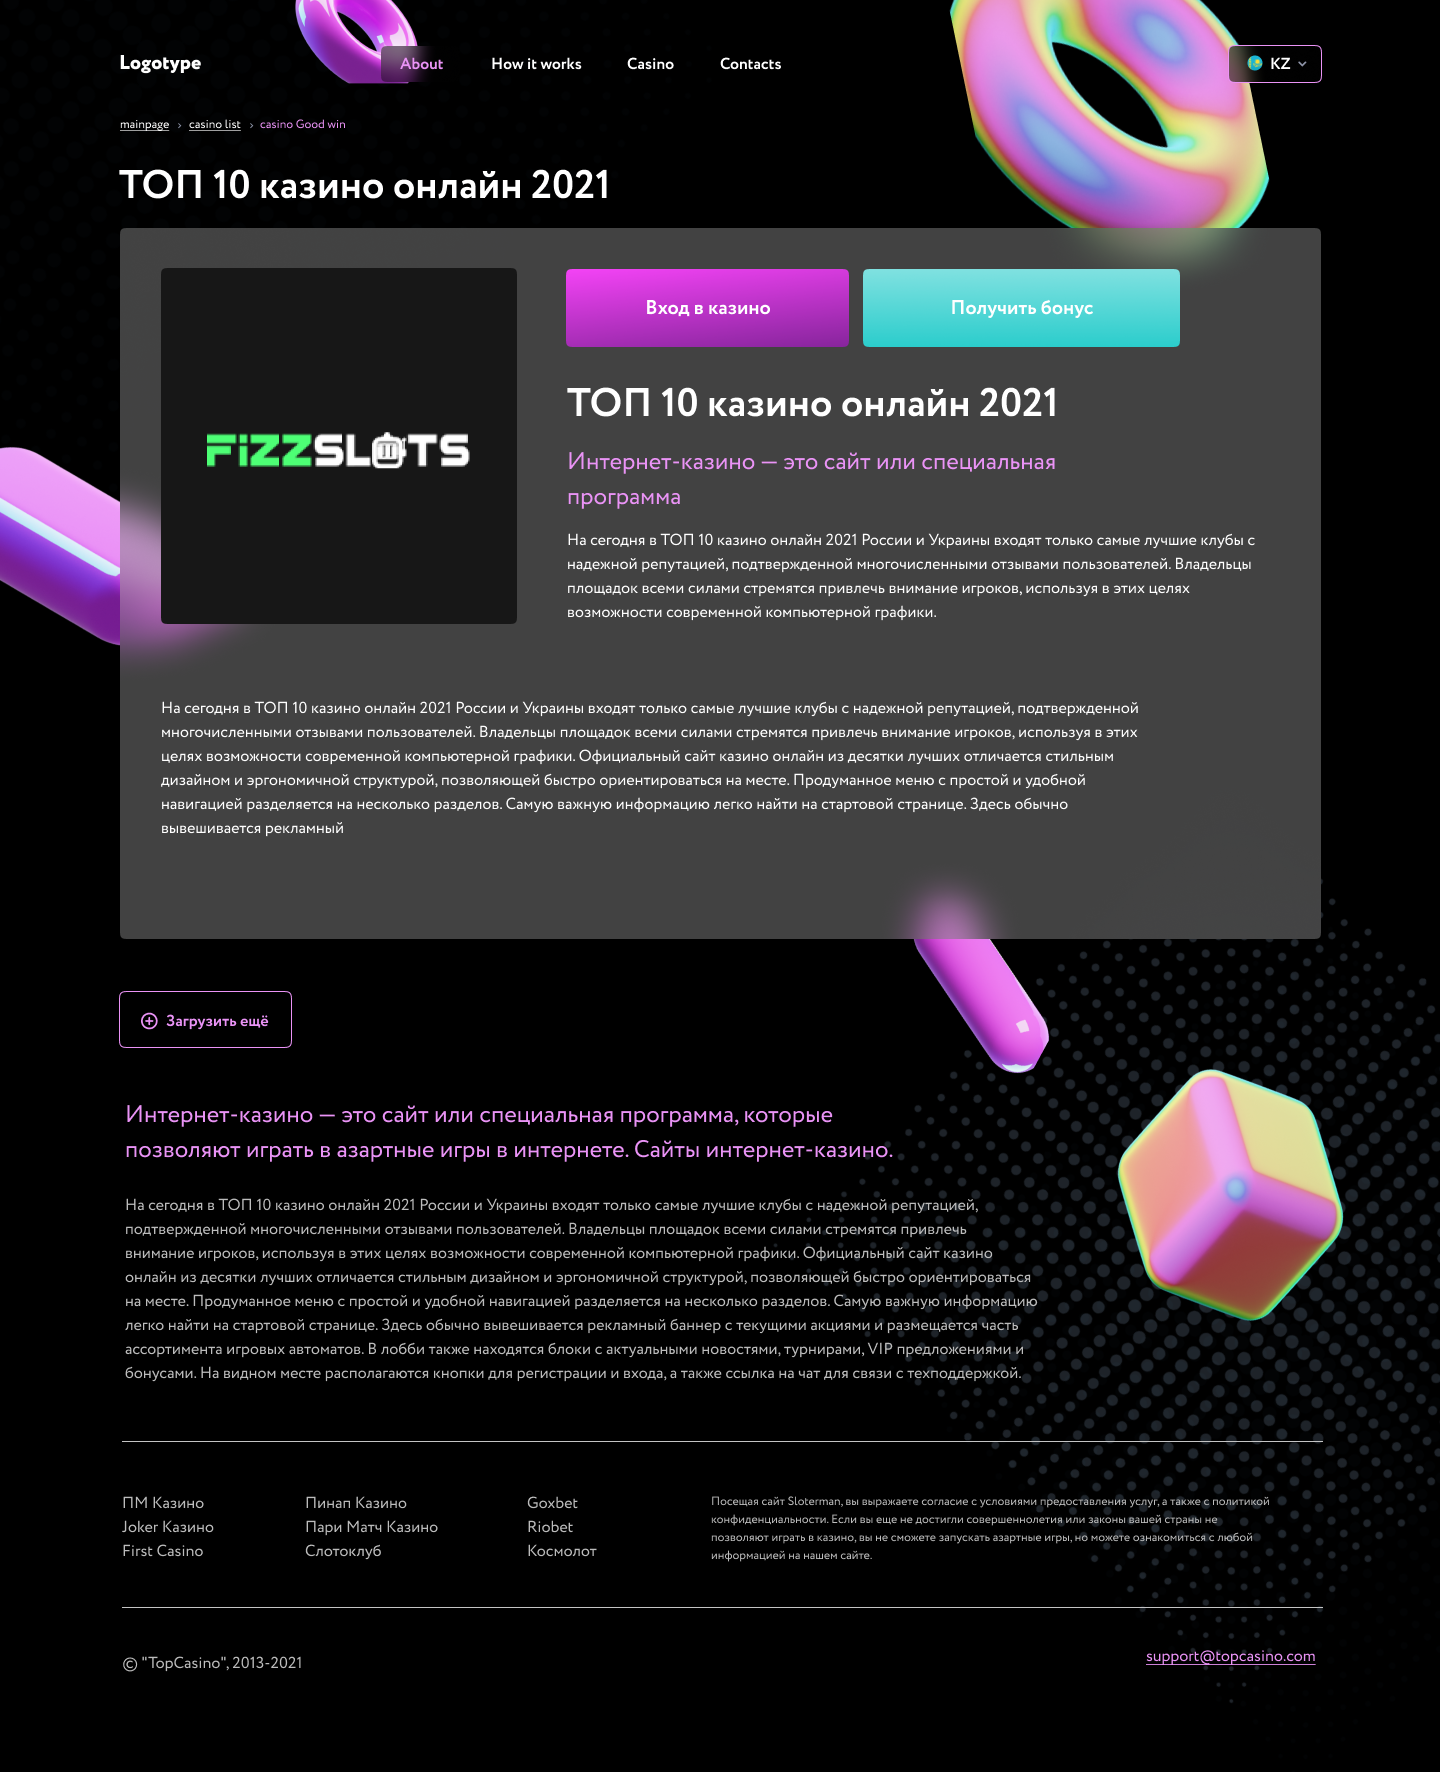 Logotype
About
How it works
Casino
Contacts
KZ
mainpage › casino list › casino Good win
ТОП 10 казино онлайн 2021
FiZZSLOTS
Вход в казино
Получить бонус
ТОП 10 казино онлайн 2021
Интернет-казино — это сайт или специальная
программа
На сегодня в ТОП 10 казино онлайн 2021 России и Украины входят только самые лучшие клубы с
надежной репутацией, подтвержденной многочисленными отзывами пользователей. Владельцы
площадок всеми силами стремятся привлечь внимание игроков, используя в этих целях
возможности современной компьютерной графики.
На сегодня в ТОП 10 казино онлайн 2021 России и Украины входят только самые лучшие клубы с надежной репутацией, подтвержденной
многочисленными отзывами пользователей. Владельцы площадок всеми силами стремятся привлечь внимание игроков, используя в этих
целях возможности современной компьютерной графики. Официальный сайт казино онлайн из десятки лучших отличается стильным
дизайном и эргономичной структурой, позволяющей быстро ориентироваться на месте. Продуманное меню с простой и удобной
навигацией разделяется на несколько разделов. Самую важную информацию легко найти на стартовой странице. Здесь обычно
вывешивается рекламный
Загрузить ещё
Интернет-казино — это сайт или специальная программа, которые
позволяют играть в азартные игры в интернете. Сайты интернет-казино.
На сегодня в ТОП 10 казино онлайн 2021 России и Украины входят только самые лучшие клубы с надежной репутацией,
подтвержденной многочисленными отзывами пользователей. Владельцы площадок всеми силами стремятся привлечь
внимание игроков, используя в этих целях возможности современной компьютерной графики. Официальный сайт казино
онлайн из десятки лучших отличается стильным дизайном и эргономичной структурой, позволяющей быстро ориентироваться
на месте. Продуманное меню с простой и удобной навигацией разделяется на несколько разделов. Самую важную информацию
легко найти на стартовой странице. Здесь обычно вывешивается рекламный баннер с текущими акциями и размещается часть
ассортимента игровых автоматов. В лобби также находятся блоки с актуальными новостями, турнирами, VIP предложениями и
бонусами. На видном месте располагаются кнопки для регистрации и входа, а также ссылка на чат для связи с техподдержкой.
ПМ Казино
Joker Казино
First Casino
Пинап Казино
Пари Матч Казино
Слотоклуб
Goxbet
Riobet
Космолот
Посещая сайт Sloterman, вы выражаете согласие с условиями предоставления услуг, а также с политикой
конфиденциальности. Если вы еще не достигли совершеннолетия или законы вашей страны не
позволяют играть в казино, вы не сможете запускать азартные игры, но можете ознакомиться с любой
информацией на нашем сайте.
© "TopCasino", 2013-2021
support@topcasino.com